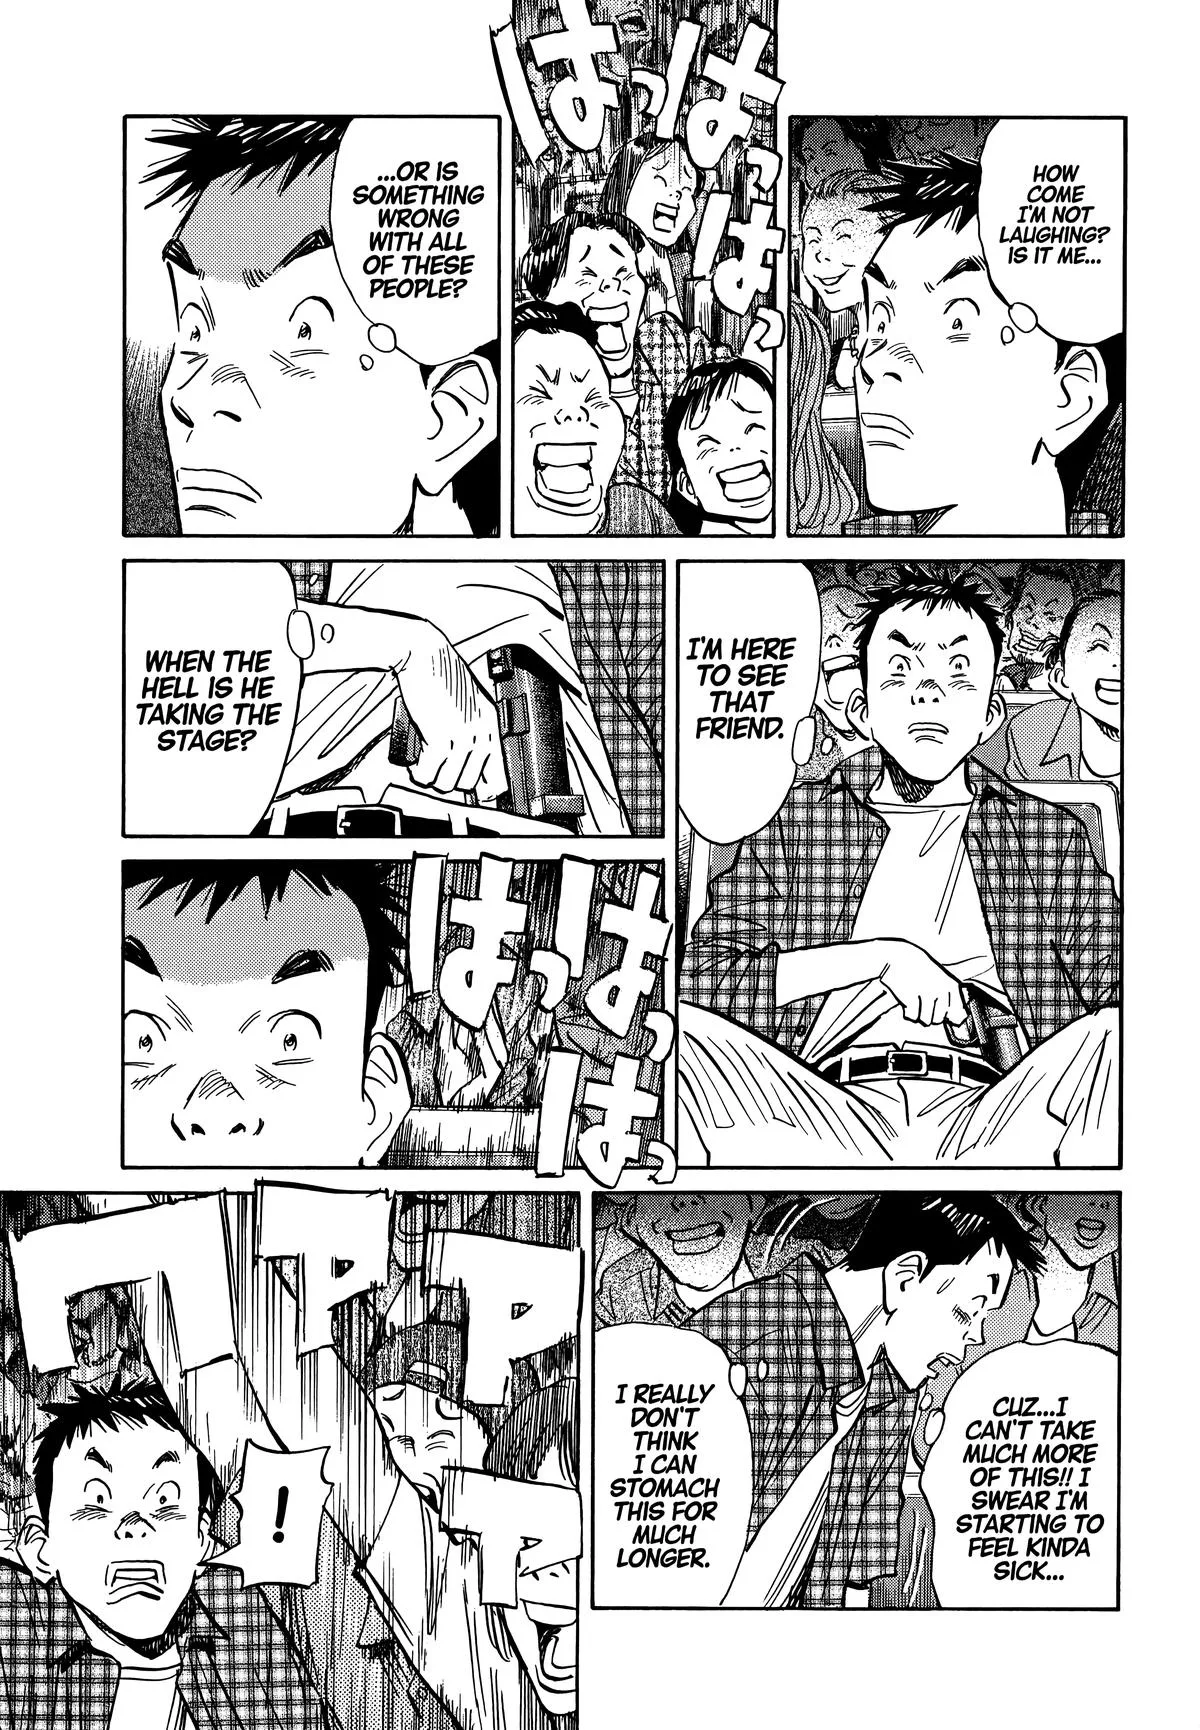 HOW
COME
I'M NOT
LAUGHING?
IS IT ME...
はっはっはっ
...OR IS
SOMETHING
WRONG
WITH ALL
OF THESE
PEOPLE?
I'M HERE
TO SEE
THAT
FRIEND.
WHEN THE
HELL IS HE
TAKING THE
STAGE?
はっはっはっ
CUZ...I
CAN'T TAKE
MUCH MORE
OF THIS!! I
SWEAR I'M
STARTING TO
FEEL KINDA
SICK...
I REALLY
DON'T
THINK
I CAN
STOMACH
THIS FOR
MUCH
LONGER.
!